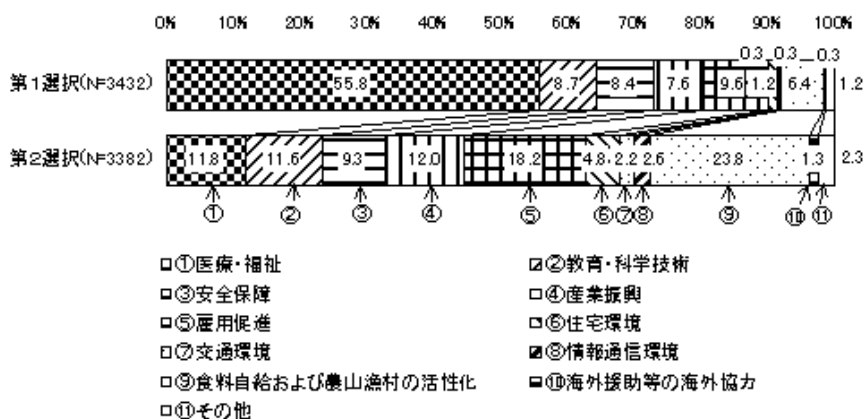 0% 10% 20% 30% 40% 50% 60% 70% 80% 90% 100%
0.3 0.3 0.3
第1選択(N=3432) 55.8 8.7 8.4 7.6 9.6 1.2 6.4 1.2
第2選択(N=3382) 11.8 11.6 9.3 12.0 18.2 4.8 2.2 2.6 23.8 1.3 2.3
① ② ③ ④ ⑤ ⑥ ⑦ ⑧ ⑨ ⑩ ⑪
①医療・福祉 ②教育・科学技術
③安全保障 ④産業振興
⑤雇用促進 ⑥住宅環境
⑦交通環境 ⑧情報通信環境
⑨食料自給および農山漁村の活性化 ⑩海外援助等の海外協力
⑪その他